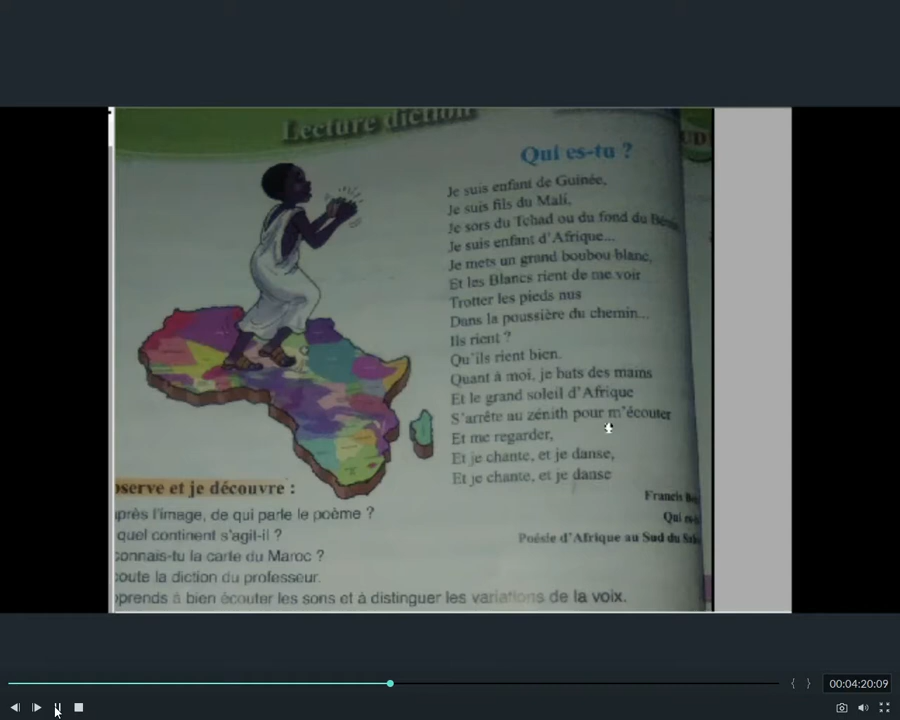 Lecture diction
UD
Qui es-tu ?
Je suis enfant de Guinée,
Je suis fils du Mali,
Je sors du Tchad ou du fond du Bénin
Je suis enfant d'Afrique...
Je mets un grand boubou blanc,
Et les Blancs rient de me voir
Trotter les pieds nus
Dans la poussière du chemin...
Ils rient ?
Qu'ils rient bien.
Quant à moi, je bats des mains
Et le grand soleil d'Afrique
S'arrête au zénith pour m'écouter
Et me regarder,
Et je chante, et je danse,
Et je chante, et je danse
Francis
Qui es
Poésie d'Afrique au Sud du
bserve et je découvre :
près l'image, de qui parle le poème ?
quel continent s'agit-il ?
connais-tu la carte du Maroc ?
coute la diction du professeur.
pprends à bien écouter les sons et à distinguer les variations de la voix.
00:04:20:09